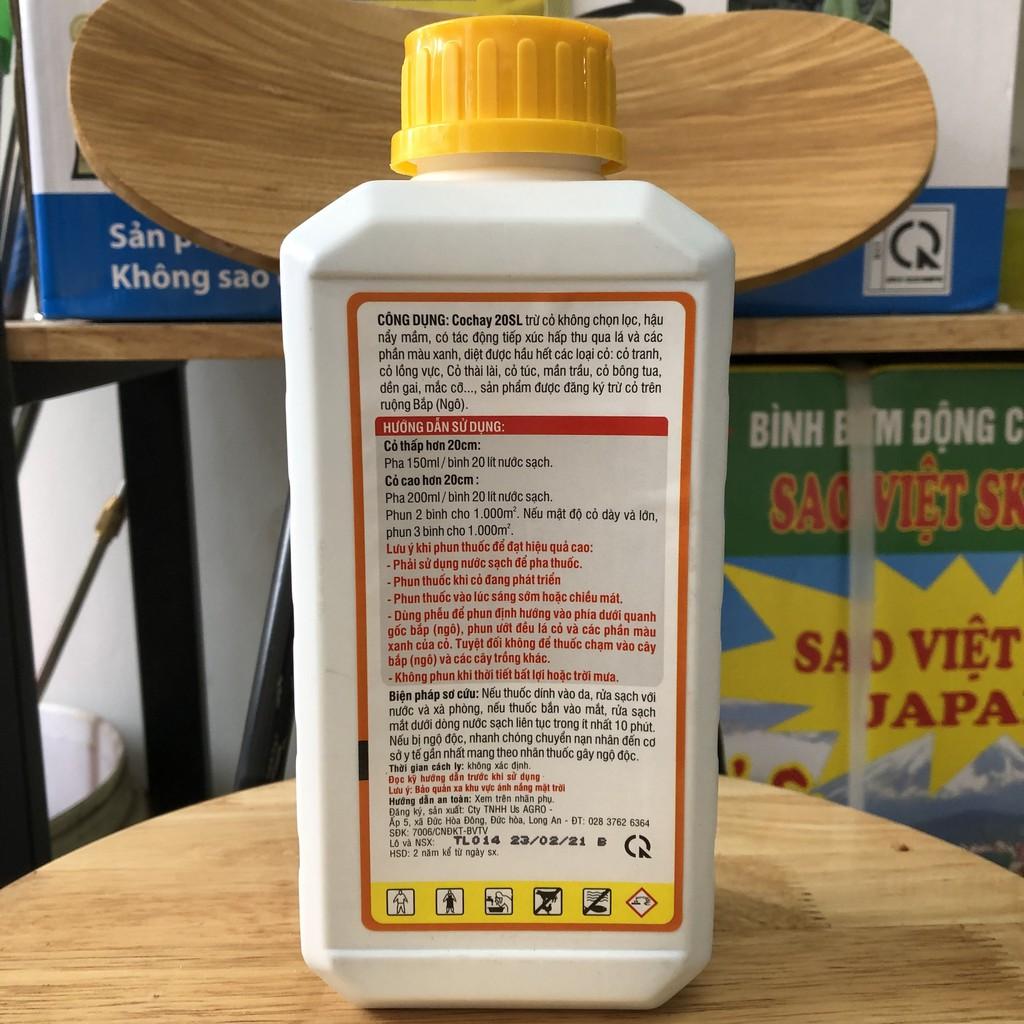 Sản p
Không sao
CÔNG DỤNG: Cochay 20SL trừ cỏ không chọn lọc, hậu
nẩy mầm, có tác động tiếp xúc hấp thu qua lá và các
phần màu xanh, diệt được hầu hết các loại cỏ: cỏ tranh,
cỏ lồng vực, Cỏ thài lài, cỏ túc, mần trầu, cỏ bông tua,
dền gai, mắc cỡ..., sản phẩm được đăng ký trừ cỏ trên
ruộng Bắp (Ngô).
HƯỚNG DẪN SỬ DỤNG:
Cỏ thấp hơn 20cm:
Pha 150ml / bình 20 lít nước sạch.
Cỏ cao hơn 20cm :
Pha 200ml / bình 20 lít nước sạch.
Phun 2 bình cho 1.000m². Nếu mật độ cỏ dày và lớn,
phun 3 bình cho 1.000m².
Lưu ý khi phun thuốc để đạt hiệu quả cao:
- Phải sử dụng nước sạch để pha thuốc.
- Phun thuốc khi cỏ đang phát triển
- Phun thuốc vào lúc sáng sớm hoặc chiều mát.
- Dùng phễu để phun định hướng vào phía dưới quanh
gốc bắp (ngô), phun ướt đều lá cỏ và các phần màu
xanh của cỏ. Tuyệt đối không để thuốc chạm vào cây
bắp (ngô) và các cây trồng khác.
- Không phun khi thời tiết bất lợi hoặc trời mưa.
Biện pháp sơ cứu: Nếu thuốc dính vào da, rửa sạch với
nước và xà phòng, nếu thuốc bắn vào mắt, rửa sạch
mắt dưới dòng nước sạch liên tục trong ít nhất 10 phút.
Nếu bị ngộ độc, nhanh chóng chuyển nạn nhân đến cơ
sở y tế gần nhất mang theo nhãn thuốc gây ngộ độc.
Thời gian cách ly: không xác định.
Đọc kỹ hướng dẫn trước khi sử dụng
Lưu ý: Bảo quản xa khu vực ánh nắng mặt trời
Hướng dẫn an toàn: Xem trên nhãn phụ.
Đăng ký, sản xuất: Cty TNHH Us AGRO -
Ấp 5, xã Đức Hòa Đông, Đức hòa, Long An - ĐT: 028 3762 6364
SĐK: 7006/CNĐKT-BVTV
Lô và NSX: TL014 23/02/21 B
HSD: 2 năm kể từ ngày sx.
BÌNH ĐỘNG C
SAO VIỆT SK
SAO VIỆT
JAPA